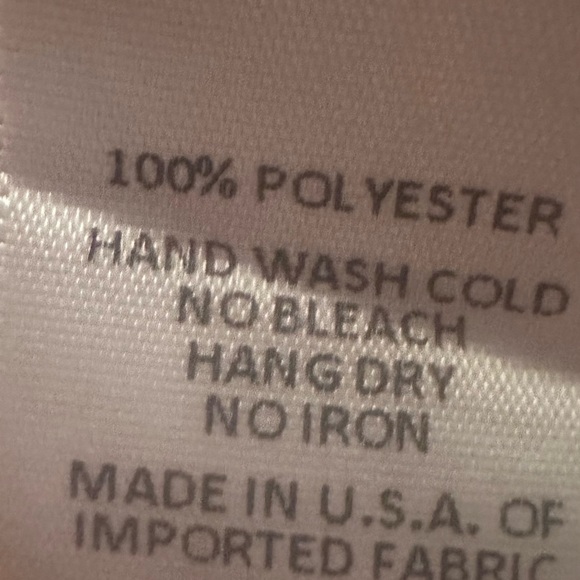 100% POLYESTER
HAND WASH COLD
NO BLEACH
HANG DRY
NO IRON
MADE IN U.S.A. OF
IMPORTED FABRIC